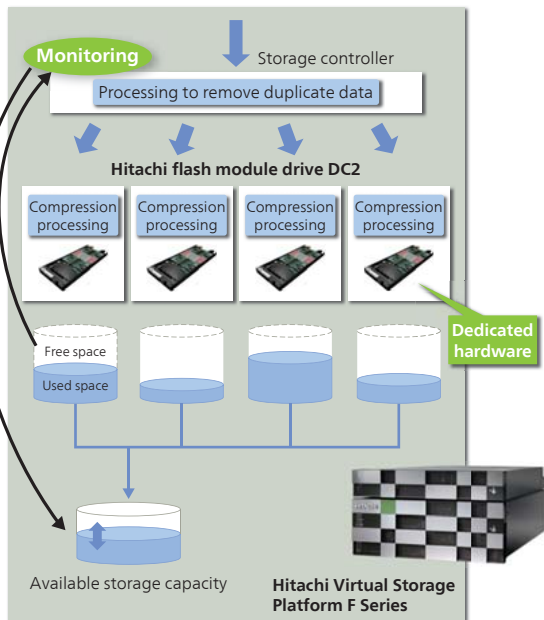 Monitoring
Storage controller
Processing to remove duplicate data
Hitachi flash module drive DC2
Compression
processing
Compression
processing
Compression
processing
Compression
processing
Dedicated
hardware
Free space
Used space
Available storage capacity
Hitachi Virtual Storage
Platform F Series